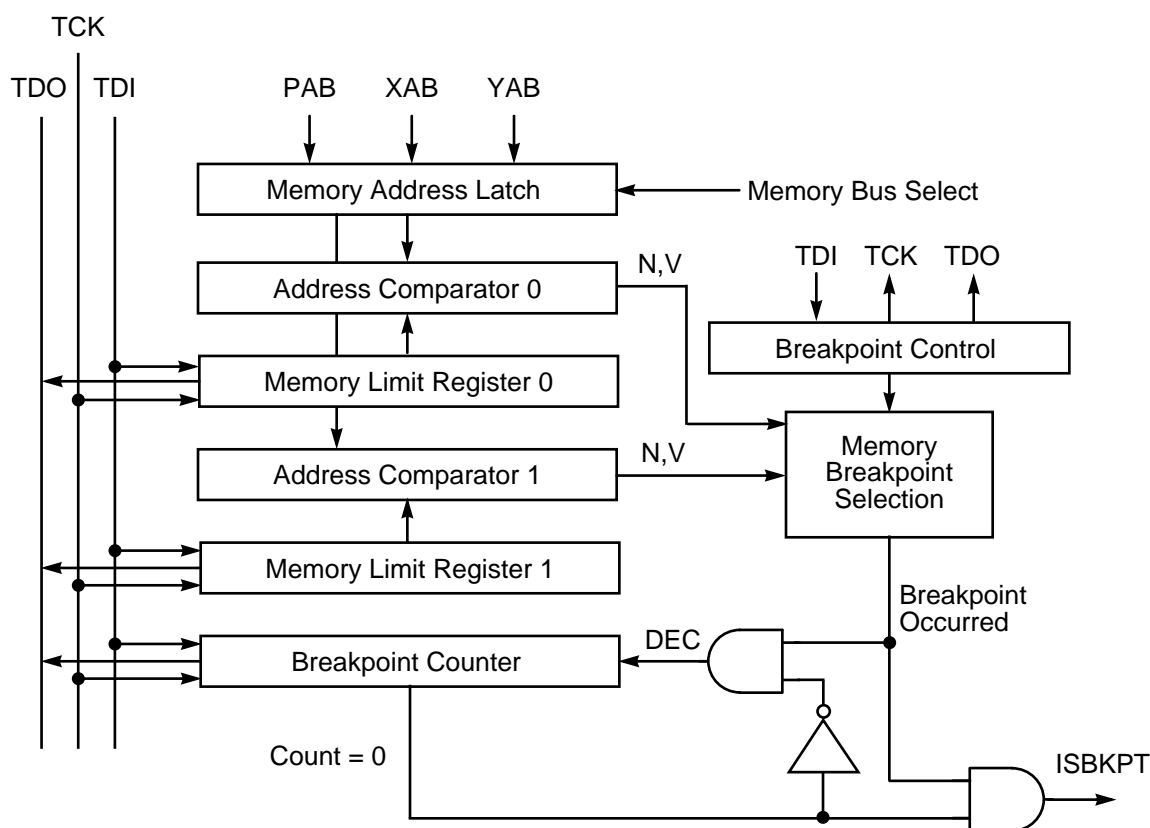 TCK
TDO
TDI
PAB
XAB
YAB
Memory Address Latch
Memory Bus Select
Address Comparator 0
N,V
TDI
TCK
TDO
Breakpoint Control
Memory Limit Register 0
Address Comparator 1
N,V
Memory
Breakpoint
Selection
Memory Limit Register 1
Breakpoint
Occurred
Breakpoint Counter
DEC
Count = 0
ISBKPT